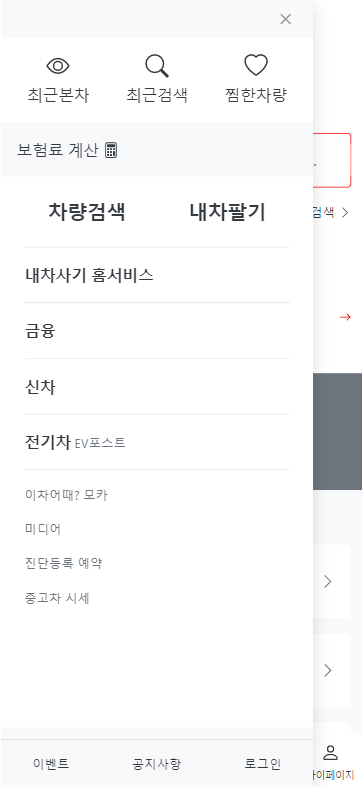 최근본차 최근검색 찜한차량
보험료 계산
검색
차량검색 내차팔기
내차사기 홈서비스
금융
신차
전기차 EV포스트
이차어때? 모카
미디어
진단등록 예약
중고차 시세
이벤트 공지사항 로그인
마이페이지